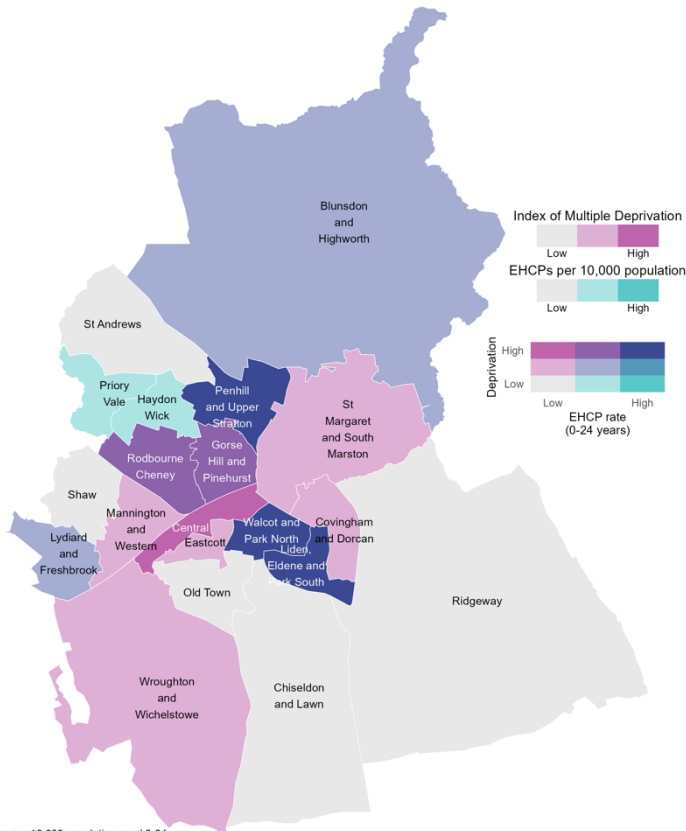 Blunsdon
and
Highworth
Index of Multiple Deprivation
Low
High
EHCPs per 10,000 population
Low
High
St Andrews
Deprivation
High
Low
Low
High
EHCP rate
(0-24 years)
Priory
Vale
Haydon
Wick
Penhill
and Upper
Stratton
St
Margaret
and South
Marston
Rodbourne
Cheney
Gorse
Hill and
Pinehurst
Shaw
Mannington
and
Western
Central
Eastcott
Walcot and
Park North
Covingham
and Dorcan
Lydiard
and
Freshbrook
Liden,
Eldene and
Park South
Old Town
Ridgeway
Wroughton
and
Wichelstowe
Chiseldon
and Lawn